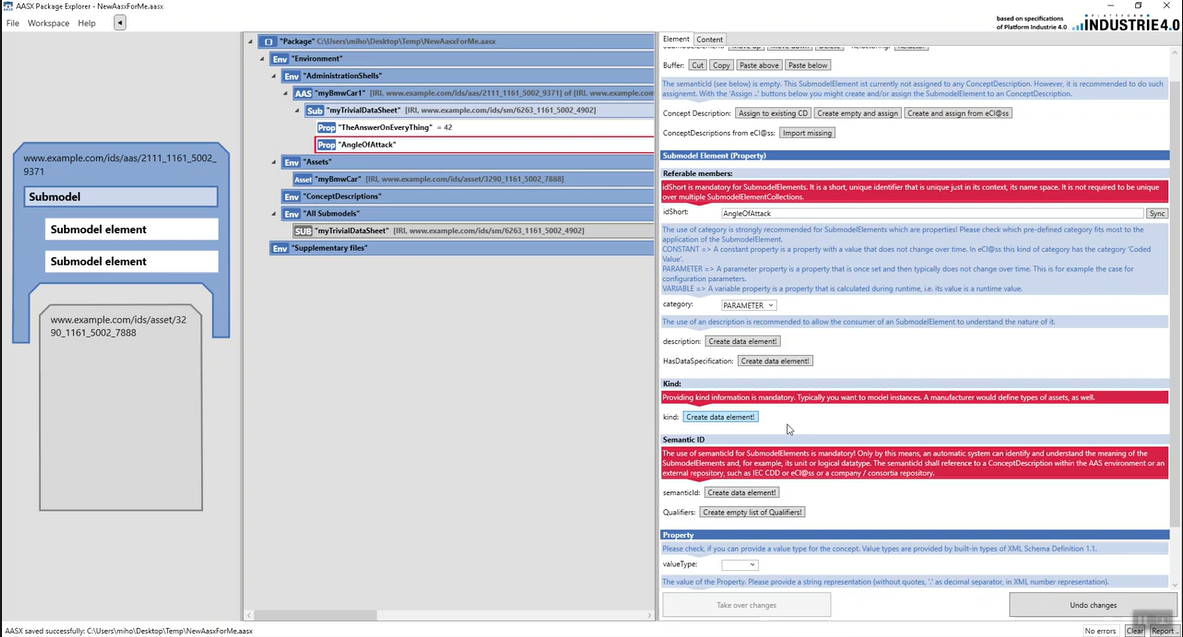 AASX Package Explorer - NewAasxForMe.aasx
File Workspace Help
based on specifications
of Platform Industrie 4.0
PLATTFORM
INDUSTRIE4.0
www.example.com/ids/aas/2111_1161_5002_
9371
Submodel
Submodel element
Submodel element
www.example.com/ids/asset/32
90_1161_5002_7888
"Package" C:\Users\miho\Desktop\Temp\NewAasxForMe.aasx
Env "Environment"
Env "AdministrationShells"
AAS "myBmwCar1" [IRI, www.example.com/ids/aas/2111_1161_5002_9371] of [IRI, www.example.com
Sub "myTrivialDataSheet" [IRI, www.example.com/ids/sm/6263_1161_5002_4902]
Prop "TheAnswerOnEveryThing" = 42
Prop "AngleOfAttack"
Env "Assets"
Asset "myBmwCar" [IRI, www.example.com/ids/asset/3290_1161_5002_7888]
Env "ConceptDescriptions"
Env "All Submodels"
SUB "myTrivialDataSheet" [IRI, www.example.com/ids/sm/6263_1161_5002_4902]
Env "Supplementary files"
Element Content
Buffer: Cut Copy Paste above Paste below
The semanticId (see below) is empty. This SubmodelElement ist currently not assigned to any ConceptDescription. However, it is recommended to do such
assignemt. With the 'Assign ..' buttons below you might create and/or assign the SubmodelElement to an ConceptDescription.
Concept Description: Assign to existing CD Create empty and assign Create and assign from eCl@ss
ConceptDescriptions from eCl@ss: Import missing
Submodel Element (Property)
Referable members:
idShort is mandatory for SubmodelElements. It is a short, unique identifier that is unique just in its context, its name space. It is not required to be unique
over multiple SubmodelElementCollections.
idShort: AngleOfAttack Sync
The use of category is strongly recommended for SubmodelElements which are properties! Please check which pre-defined category fits most to the
application of the SubmodelElement.
CONSTANT => A constant property is a property with a value that does not change over time. In eCl@ss this kind of category has the category 'Coded
Value'.
PARAMETER => A parameter property is a property that is once set and then typically does not change over time. This is for example the case for
configuration parameters.
VARIABLE => A variable property is a property that is calculated during runtime, i.e. its value is a runtime value.
category: PARAMETER
The use of an description is recommended to allow the consumer of an SubmodelElement to understand the nature of it.
description: Create data element!
HasDataSpecification: Create data element!
Kind:
Providing kind information is mandatory. Typically you want to model instances. A manufacturer would define types of assets, as well.
kind: Create data element!
Semantic ID
The use of semanticId for SubmodelElements is mandatory! Only by this means, an automatic system can identify and understand the meaning of the
SubmodelElements and, for example, its unit or logical datatype. The semanticId shall reference to a ConceptDescription within the AAS environment or an
external repository, such as IEC CDD or eCl@ss or a company / consortia repository.
semanticId: Create data element!
Qualifiers: Create empty list of Qualifiers!
Property
Please check, if you can provide a value type for the concept. Value types are provided by built-in types of XML Schema Definition 1.1.
valueType:
The value of the Property. Please provide a string representation (without quotes, '.' as decimal separator, in XML number representation).
Take over changes Undo changes
AASX saved successfully: C:\Users\miho\Desktop\Temp\NewAasxForMe.aasx
No errors Clear Report..